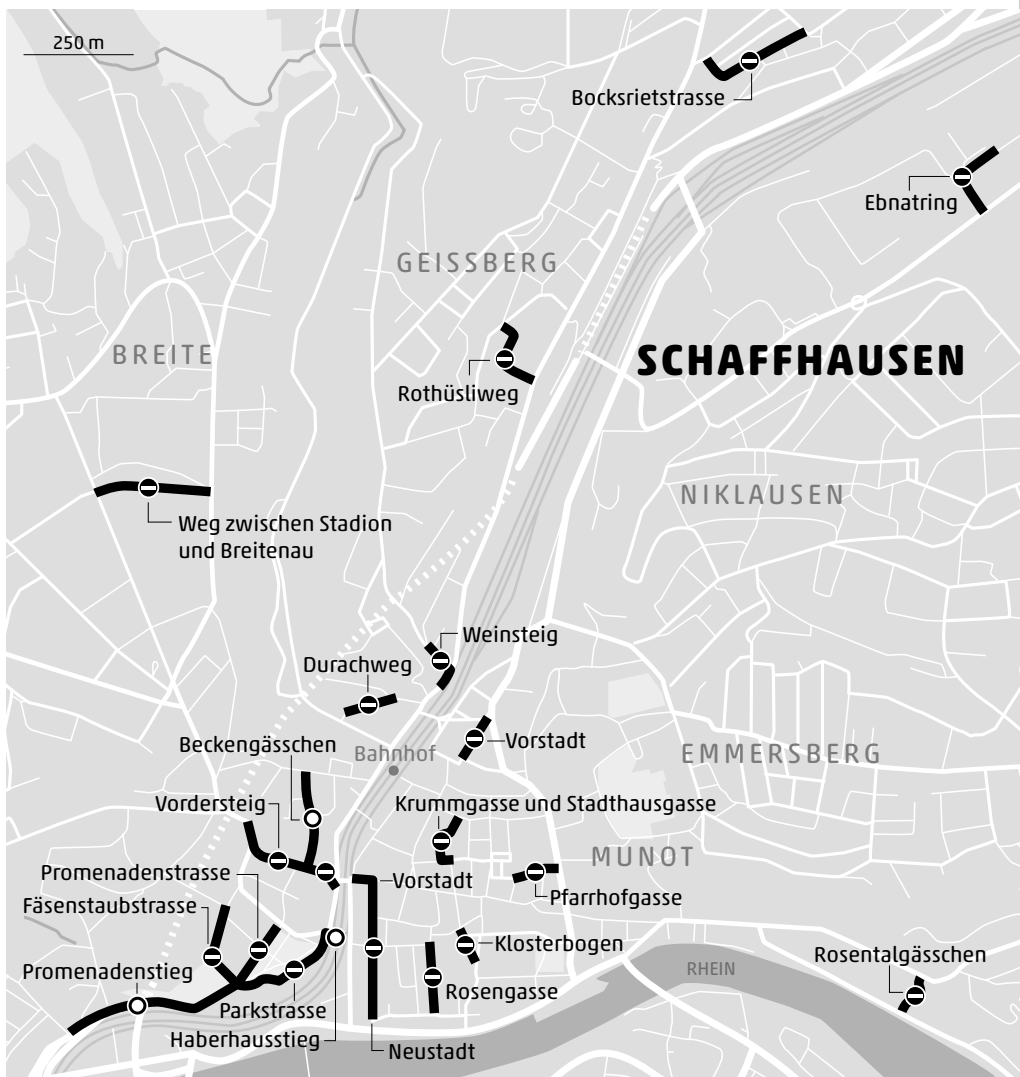 250 m
Bocksrietstrasse
Ebnatring
GEISSBERG
BREITE
SCHAFFHAUSEN
Rothüsliweg
NIKLAUSEN
Weg zwischen Stadion
und Breitenau
Weinsteig
Durachweg
Beckengässchen
Bahnhof
Vorstadt
EMMERSBERG
Vordersteig
Krummgasse und Stadthausgasse
MUNOT
Promenadenstrasse
Vorstadt
Pfarrhofgasse
Fäsenstaubstrasse
Klosterbogen
Rosentalgässchen
Promenadenstieg
RHEIN
Rosengasse
Parkstrasse
Haberhausstieg
Neustadt